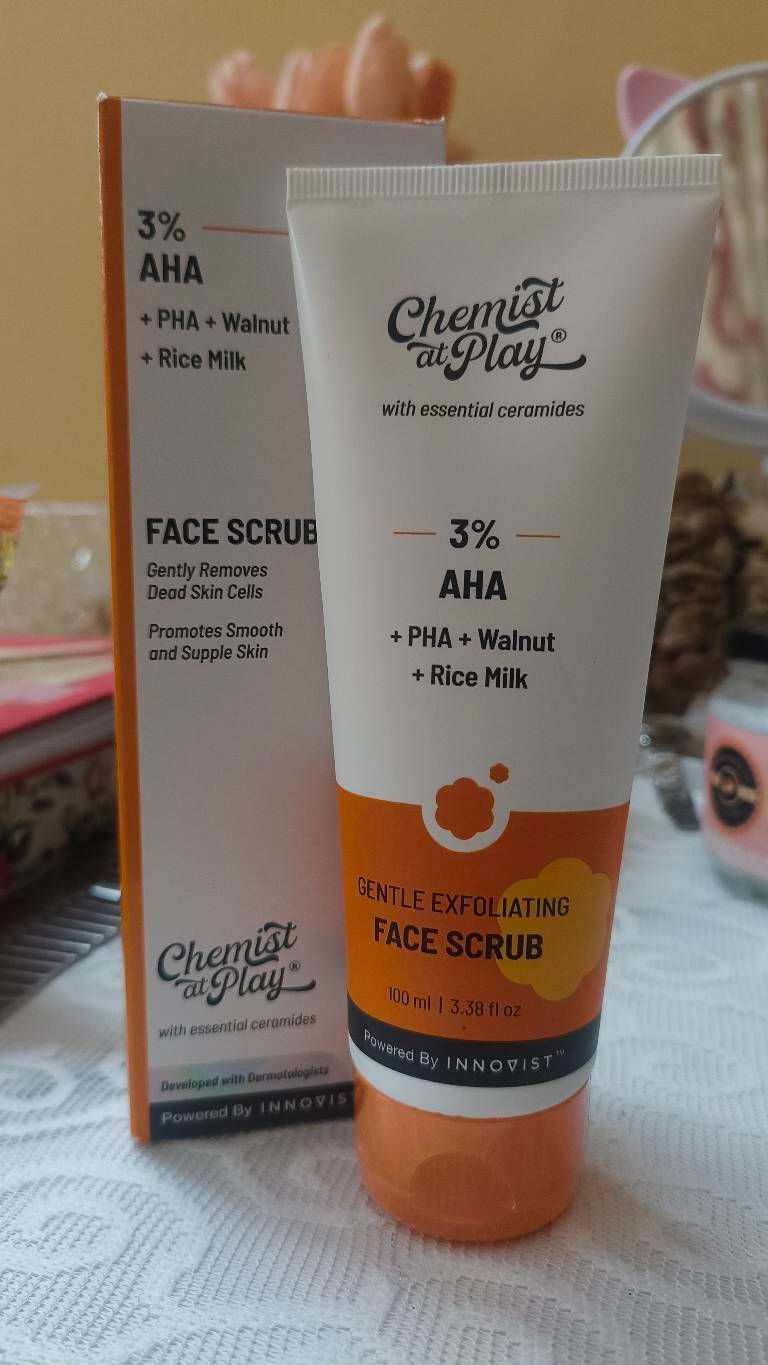 3%
AHA
+ PHA + Walnut
+ Rice Milk
FACE SCRUB
Gently Removes
Dead Skin Cells
Promotes Smooth
and Supple Skin
Chemist
at Play®
with essential ceramides
Developed with Dermatologists
Powered By INNOVIS
Chemist
at Play®
with essential ceramides
3%
AHA
+ PHA + Walnut
+ Rice Milk
GENTLE EXFOLIATING
FACE SCRUB
100 ml | 3.38 fl oz
Powered By INNOVIST™